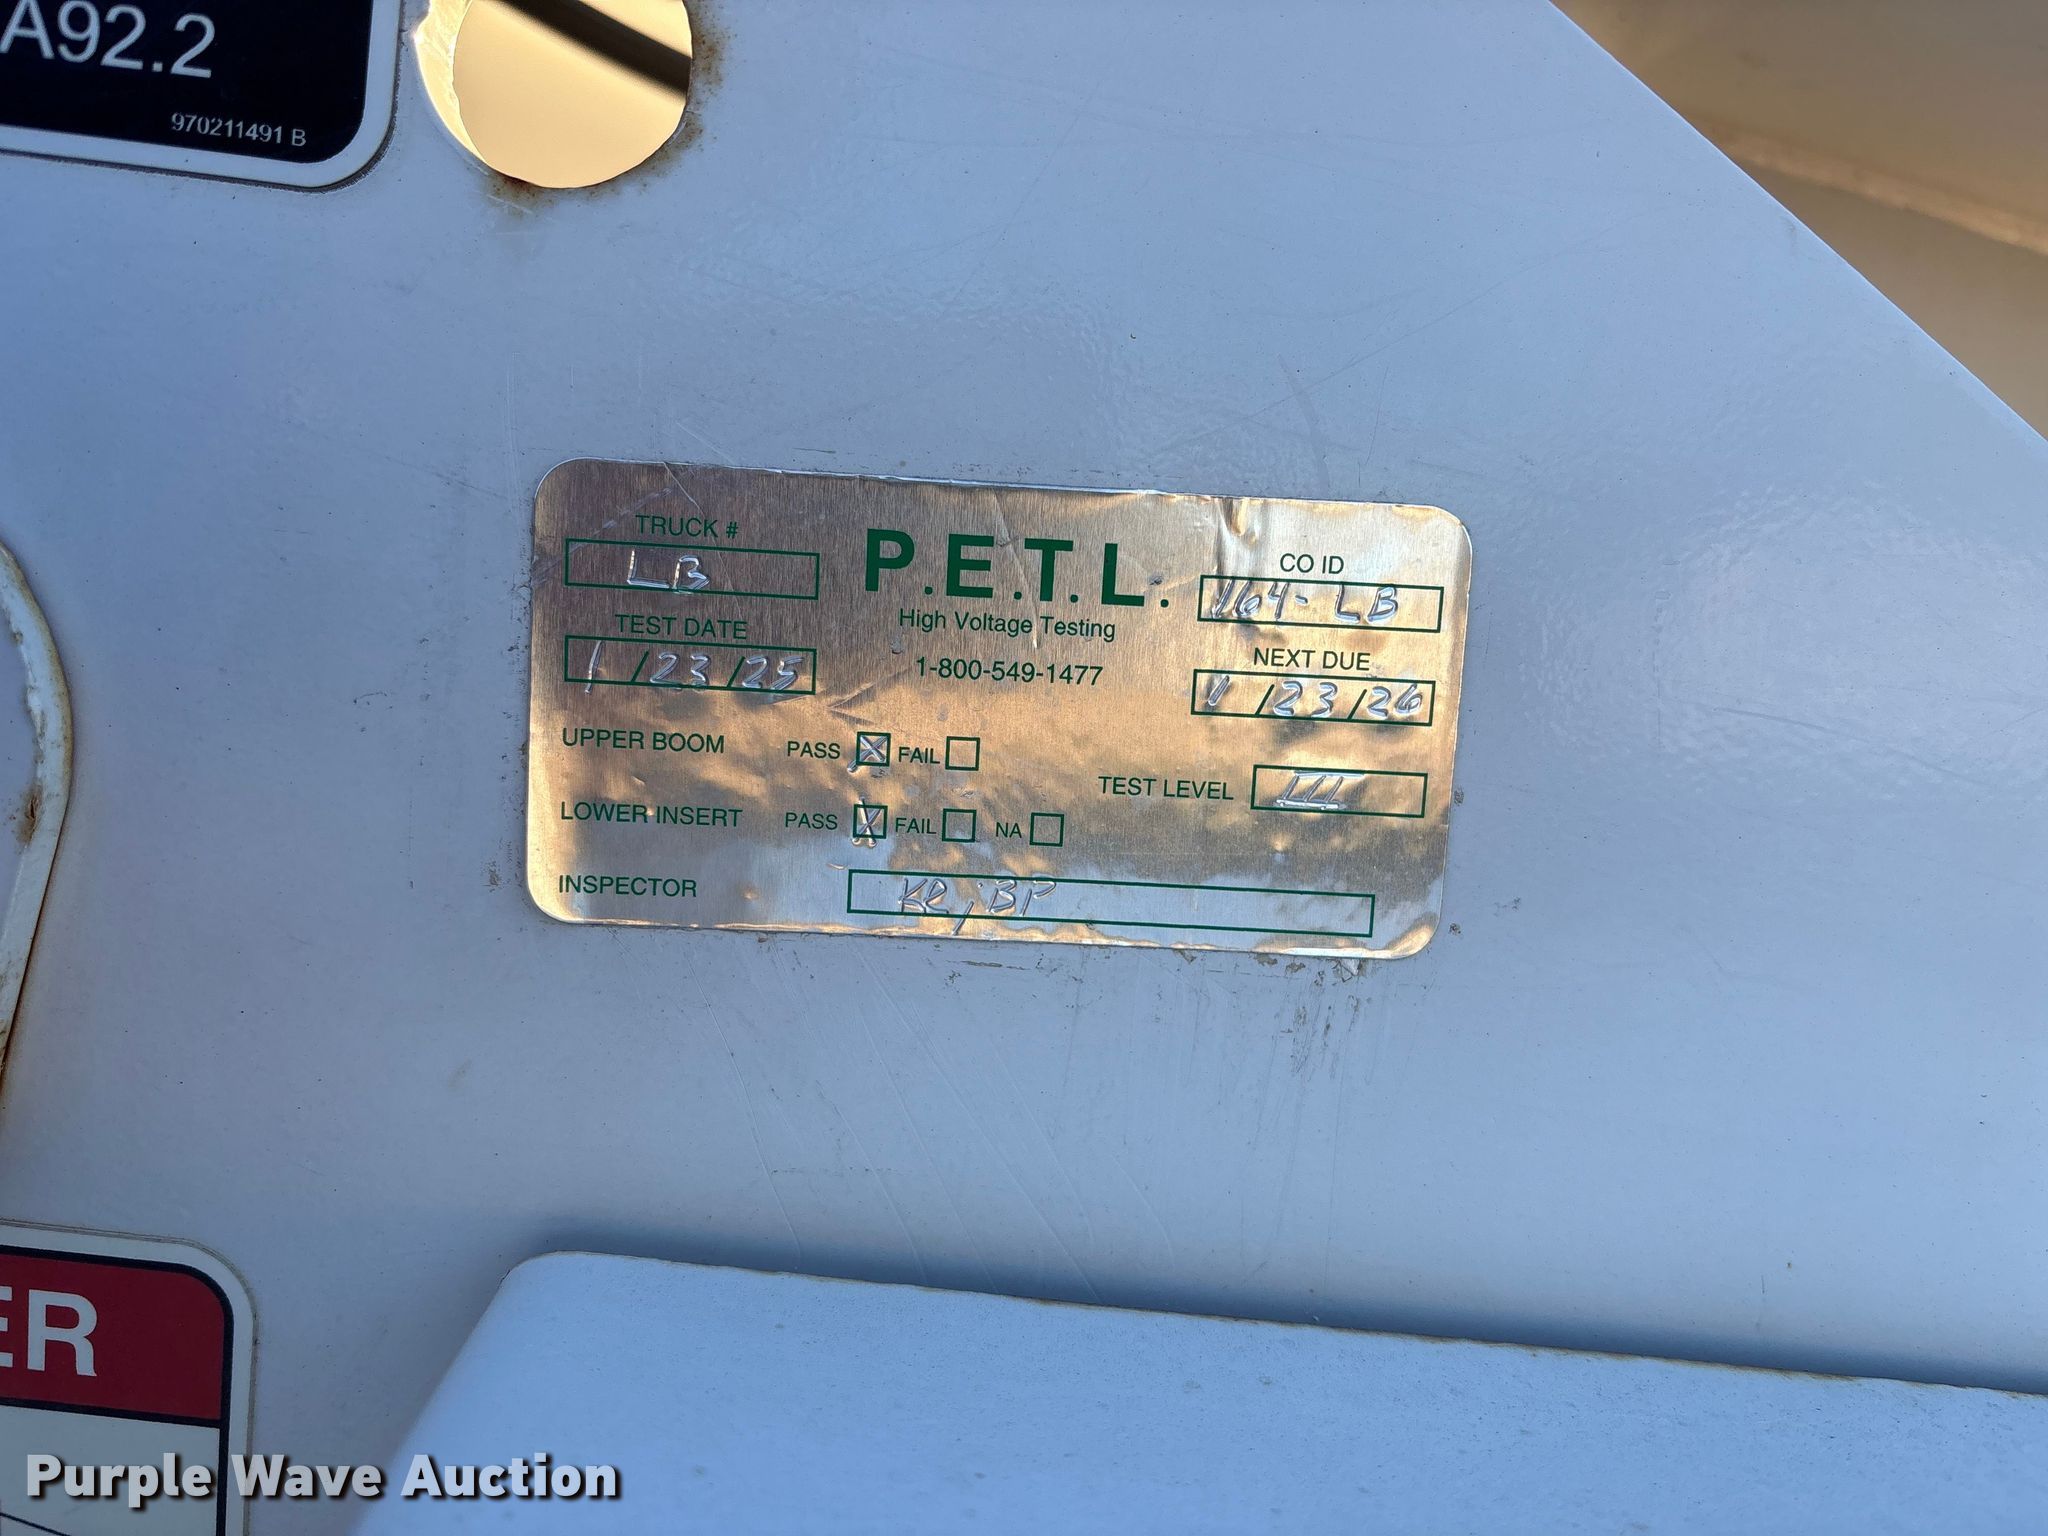 A92.2
970211491 B
TRUCK #
LB
P.E.T.L.
High Voltage Testing
1-800-549-1477
CO ID
164-LB
TEST DATE
1/23/25
NEXT DUE
1/23/26
UPPER BOOM PASS X FAIL
TEST LEVEL III
LOWER INSERT PASS X FAIL NA
INSPECTOR
ER
Purple Wave Auction